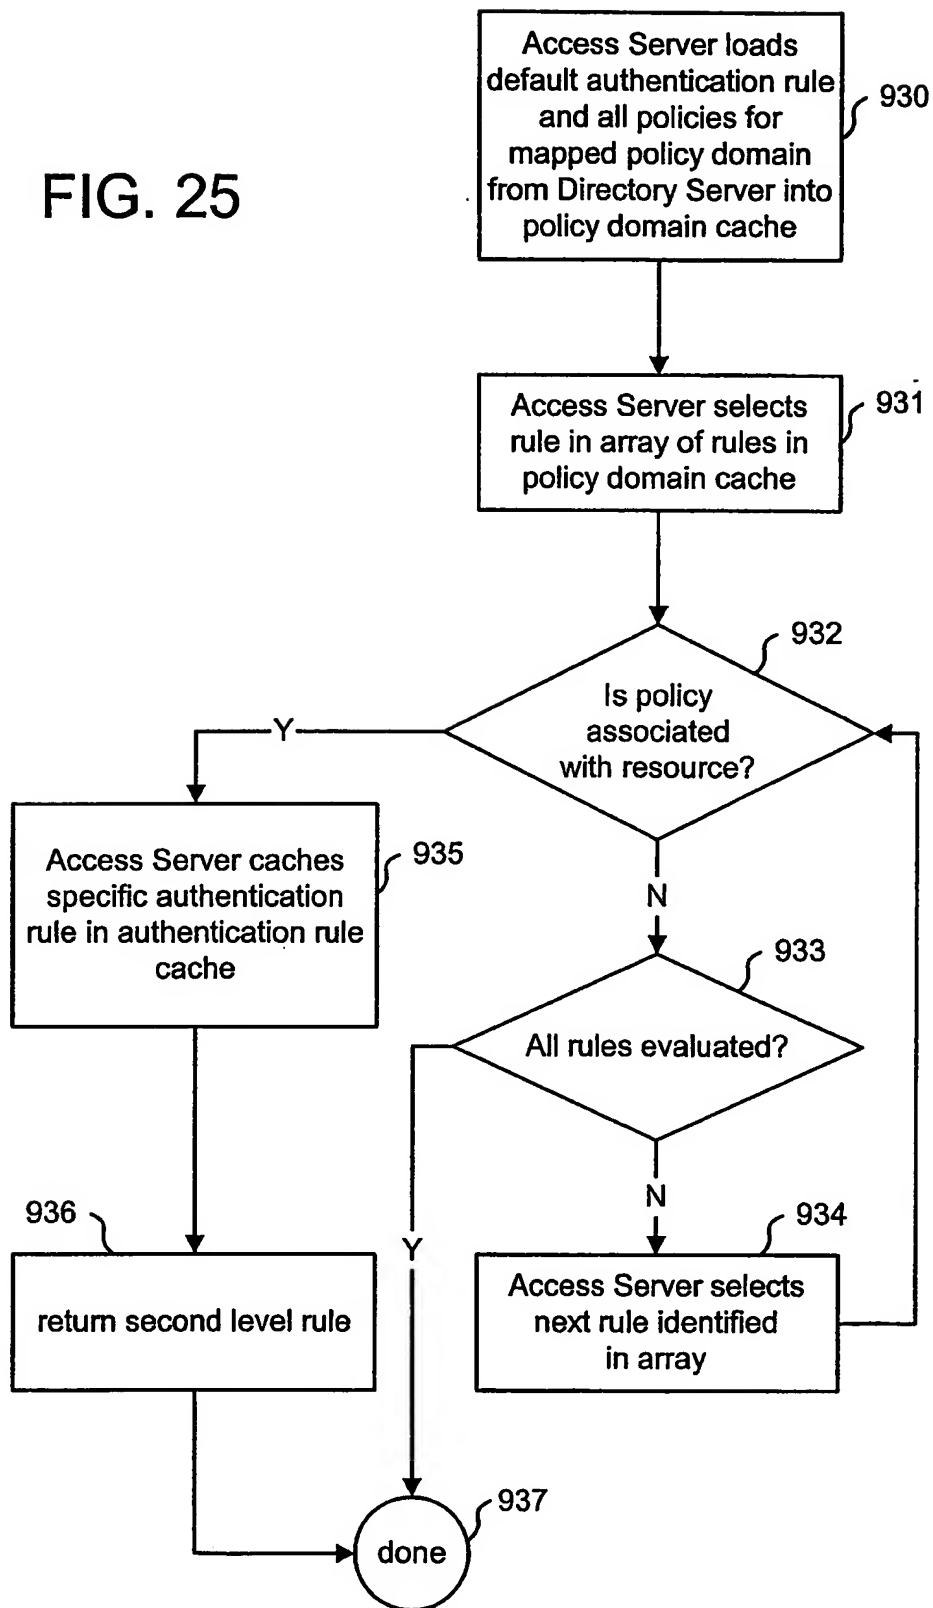 FIG. 25
Access Server loads
default authentication rule
and all policies for
mapped policy domain
from Directory Server into
policy domain cache
930
Access Server selects
rule in array of rules in
policy domain cache
931
932
Is policy
associated
with resource?
Y
N
Access Server caches
specific authentication
rule in authentication rule
cache
935
933
All rules evaluated?
Y
N
936
return second level rule
934
Access Server selects
next rule identified
in array
937
done